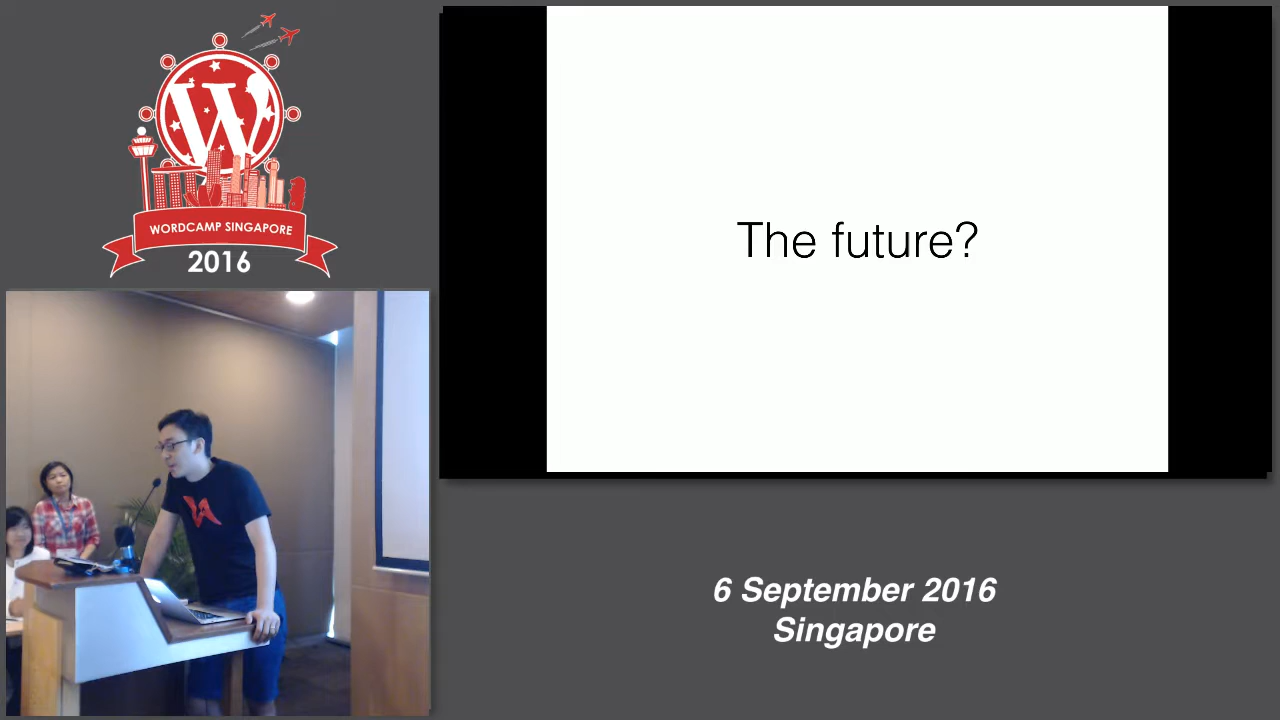 W
WORDCAMP SINGAPORE
2016
The future?
6 September 2016
Singapore